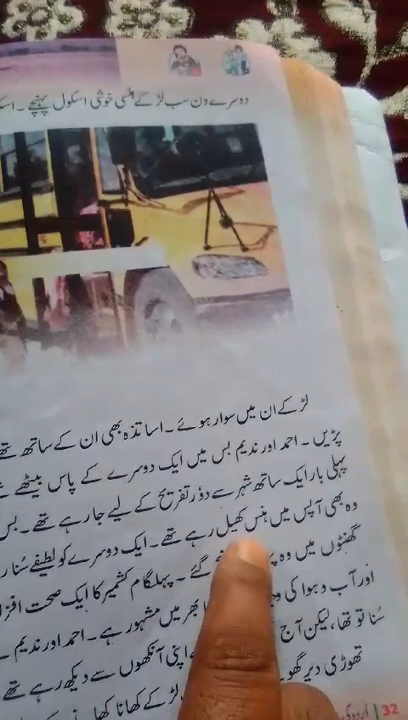 دوسرے دن سب لڑکے ہنسی خوشی اسکول پہنچے۔
لڑکے ان میں سوار ہوئے۔ اساتذہ بھی ان کے ساتھ
پڑیں۔ احمد اور ندیم بس میں ایک دوسرے کے پاس بیٹھے
پہلی بار ایک ساتھ شہر سے دور تفریح کے لیے جا رہے تھے۔ بس
وہ بھی آپس میں ہنس کھیل رہے تھے۔ ایک دوسرے کو لطیفے سنا
گھنٹوں میں وہ گئے۔ پہلگام کشمیر کا ایک صحت
اور آب و ہوا کی بھر میں مشہور ہے۔ احمد اور ندیم
سنا تو تھا، لیکن آج اپنی آنکھوں سے دیکھ رہے تھے
تھوڑی دیر لڑکے کھانا
32